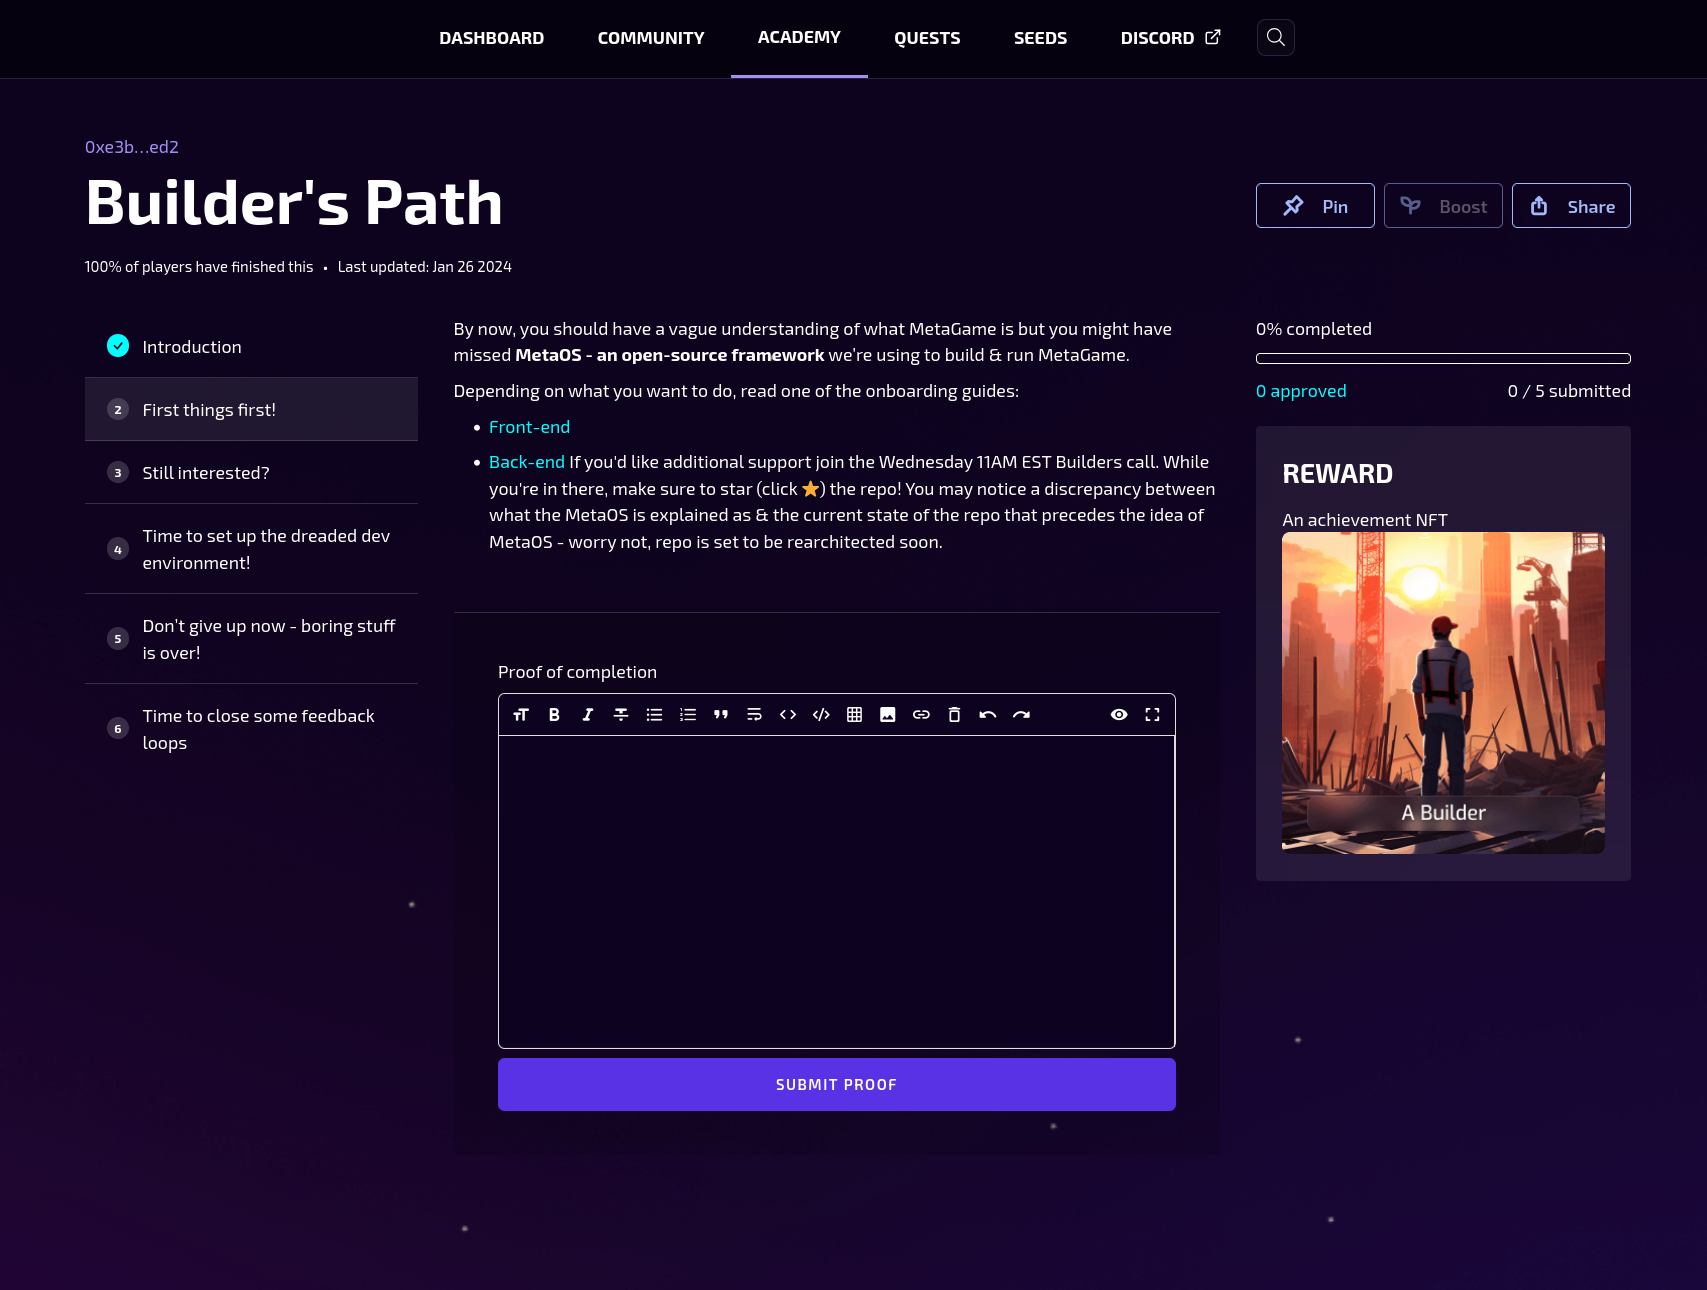 DASHBOARD COMMUNITY ACADEMY QUESTS SEEDS DISCORD
0xe3b...ed2
Builder's Path
Pin Boost Share
100% of players have finished this • Last updated: Jan 26 2024
Introduction
2 First things first!
3 Still interested?
4 Time to set up the dreaded dev
environment!
5 Don't give up now - boring stuff
is over!
6 Time to close some feedback
loops
By now, you should have a vague understanding of what MetaGame is but you might have
missed MetaOS - an open-source framework we're using to build & run MetaGame.
Depending on what you want to do, read one of the onboarding guides:
• Front-end
• Back-end If you'd like additional support join the Wednesday 11AM EST Builders call. While
you're in there, make sure to star (click ⭐) the repo! You may notice a discrepancy between
what the MetaOS is explained as & the current state of the repo that precedes the idea of
MetaOS - worry not, repo is set to be rearchitected soon.
Proof of completion
SUBMIT PROOF
0% completed
0 approved 0 / 5 submitted
REWARD
An achievement NFT
A Builder